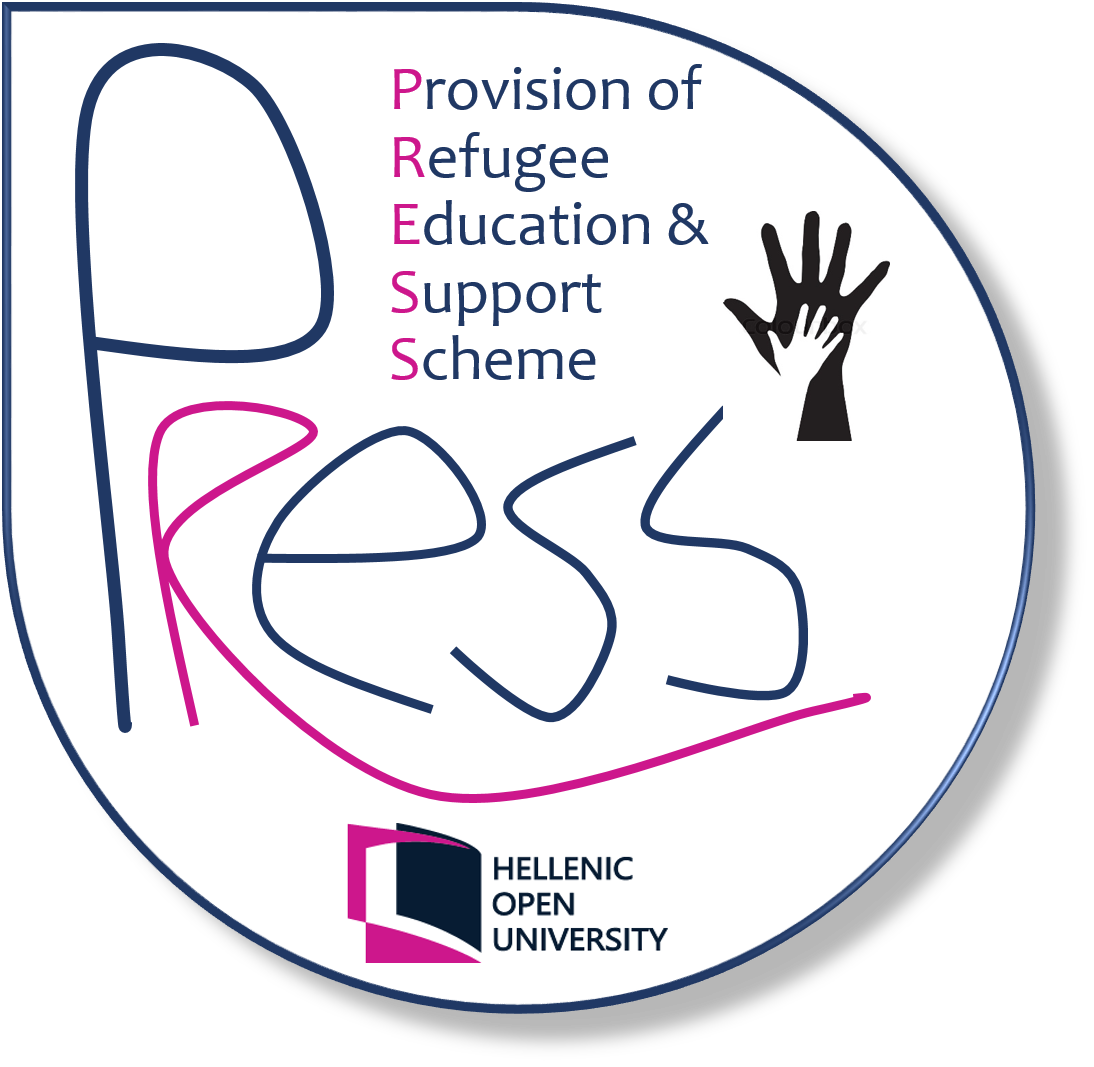 Provision of
Refugee
Education &
Support
Scheme
PRess
HELLENIC
OPEN
UNIVERSITY